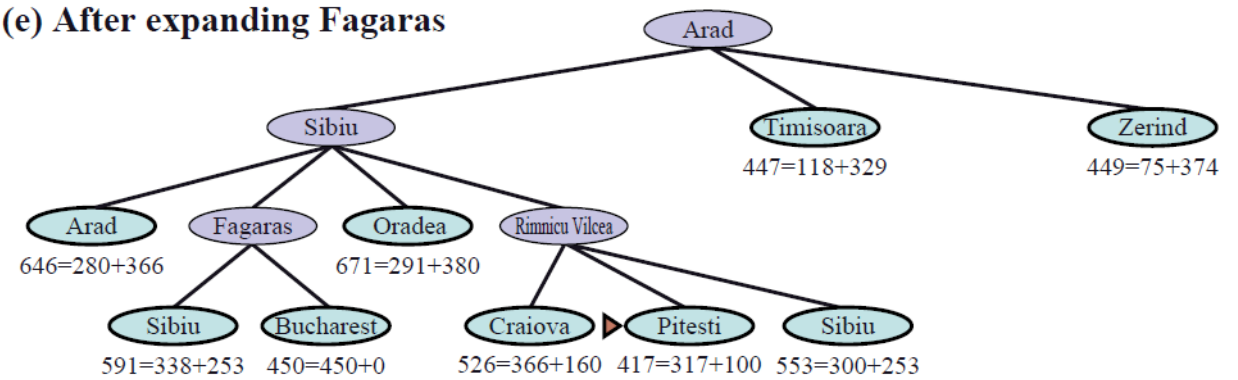 (e) After expanding Fagaras
Arad
Sibiu
Timisoara
Zerind
447=118+329
449=75+374
Arad
Fagaras
Oradea
Rimnicu Vilcea
646=280+366
671=291+380
Sibiu
Bucharest
Craiova
Pitesti
Sibiu
591=338+253
450=450+0
526=366+160
417=317+100
553=300+253